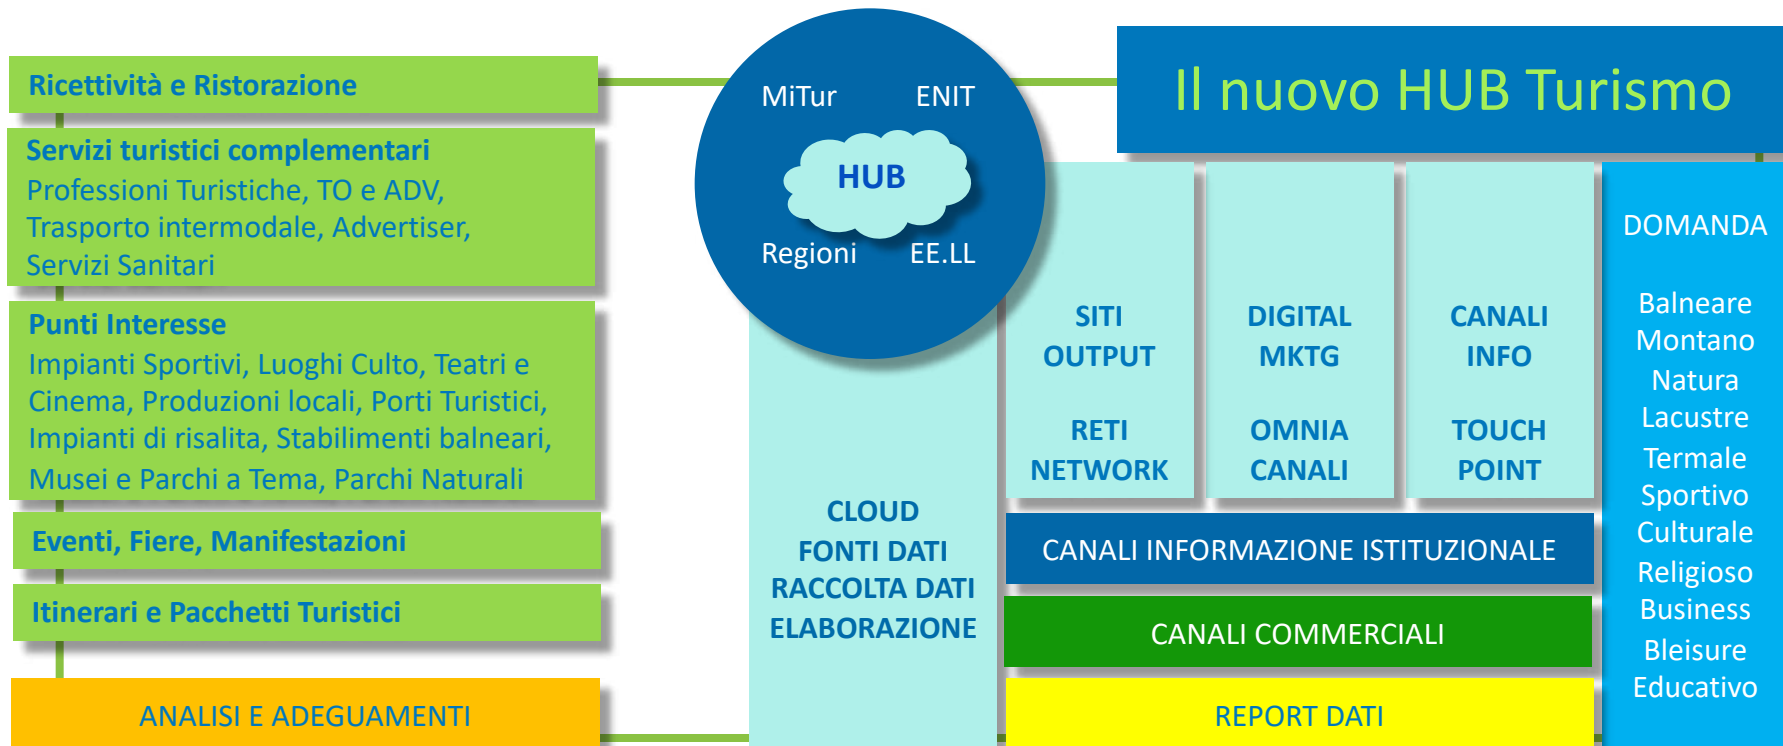 Ricettività e Ristorazione
Servizi turistici complementari
Professioni Turistiche, TO e ADV,
Trasporto intermodale, Advertiser,
Servizi Sanitari
Punti Interesse
Impianti Sportivi, Luoghi Culto, Teatri e
Cinema, Produzioni locali, Porti Turistici,
Impianti di risalita, Stabilimenti balneari,
Musei e Parchi a Tema, Parchi Naturali
Eventi, Fiere, Manifestazioni
Itinerari e Pacchetti Turistici
ANALISI E ADEGUAMENTI
MiTur ENIT
HUB
Regioni EE.LL
CLOUD
FONTI DATI
RACCOLTA DATI
ELABORAZIONE
Il nuovo HUB Turismo
SITI
OUTPUT
RETI
NETWORK
DIGITAL
MKTG
OMNIA
CANALI
CANALI
INFO
TOUCH
POINT
CANALI INFORMAZIONE ISTITUZIONALE
CANALI COMMERCIALI
REPORT DATI
DOMANDA
Balneare
Montano
Natura
Lacustre
Termale
Sportivo
Culturale
Religioso
Business
Bleisure
Educativo